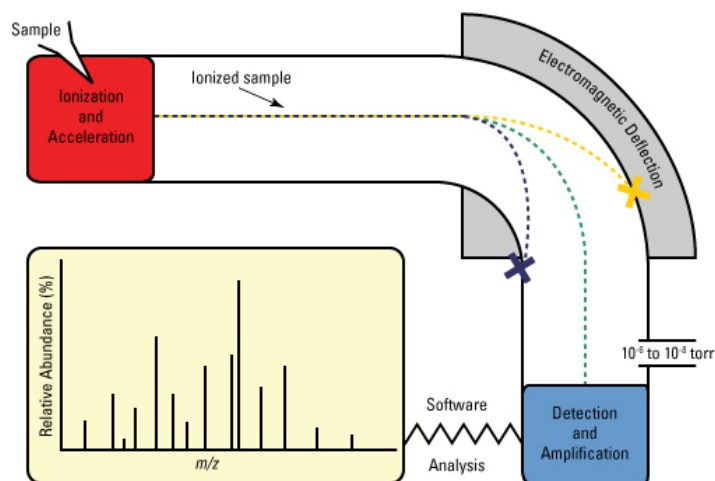 Sample
Ionization
and
Acceleration
Ionized sample
Electromagnetic Deflection
10⁻⁶ to 10⁻⁸ torr
Relative Abundance (%)
m/z
Software
Analysis
Detection
and
Amplification